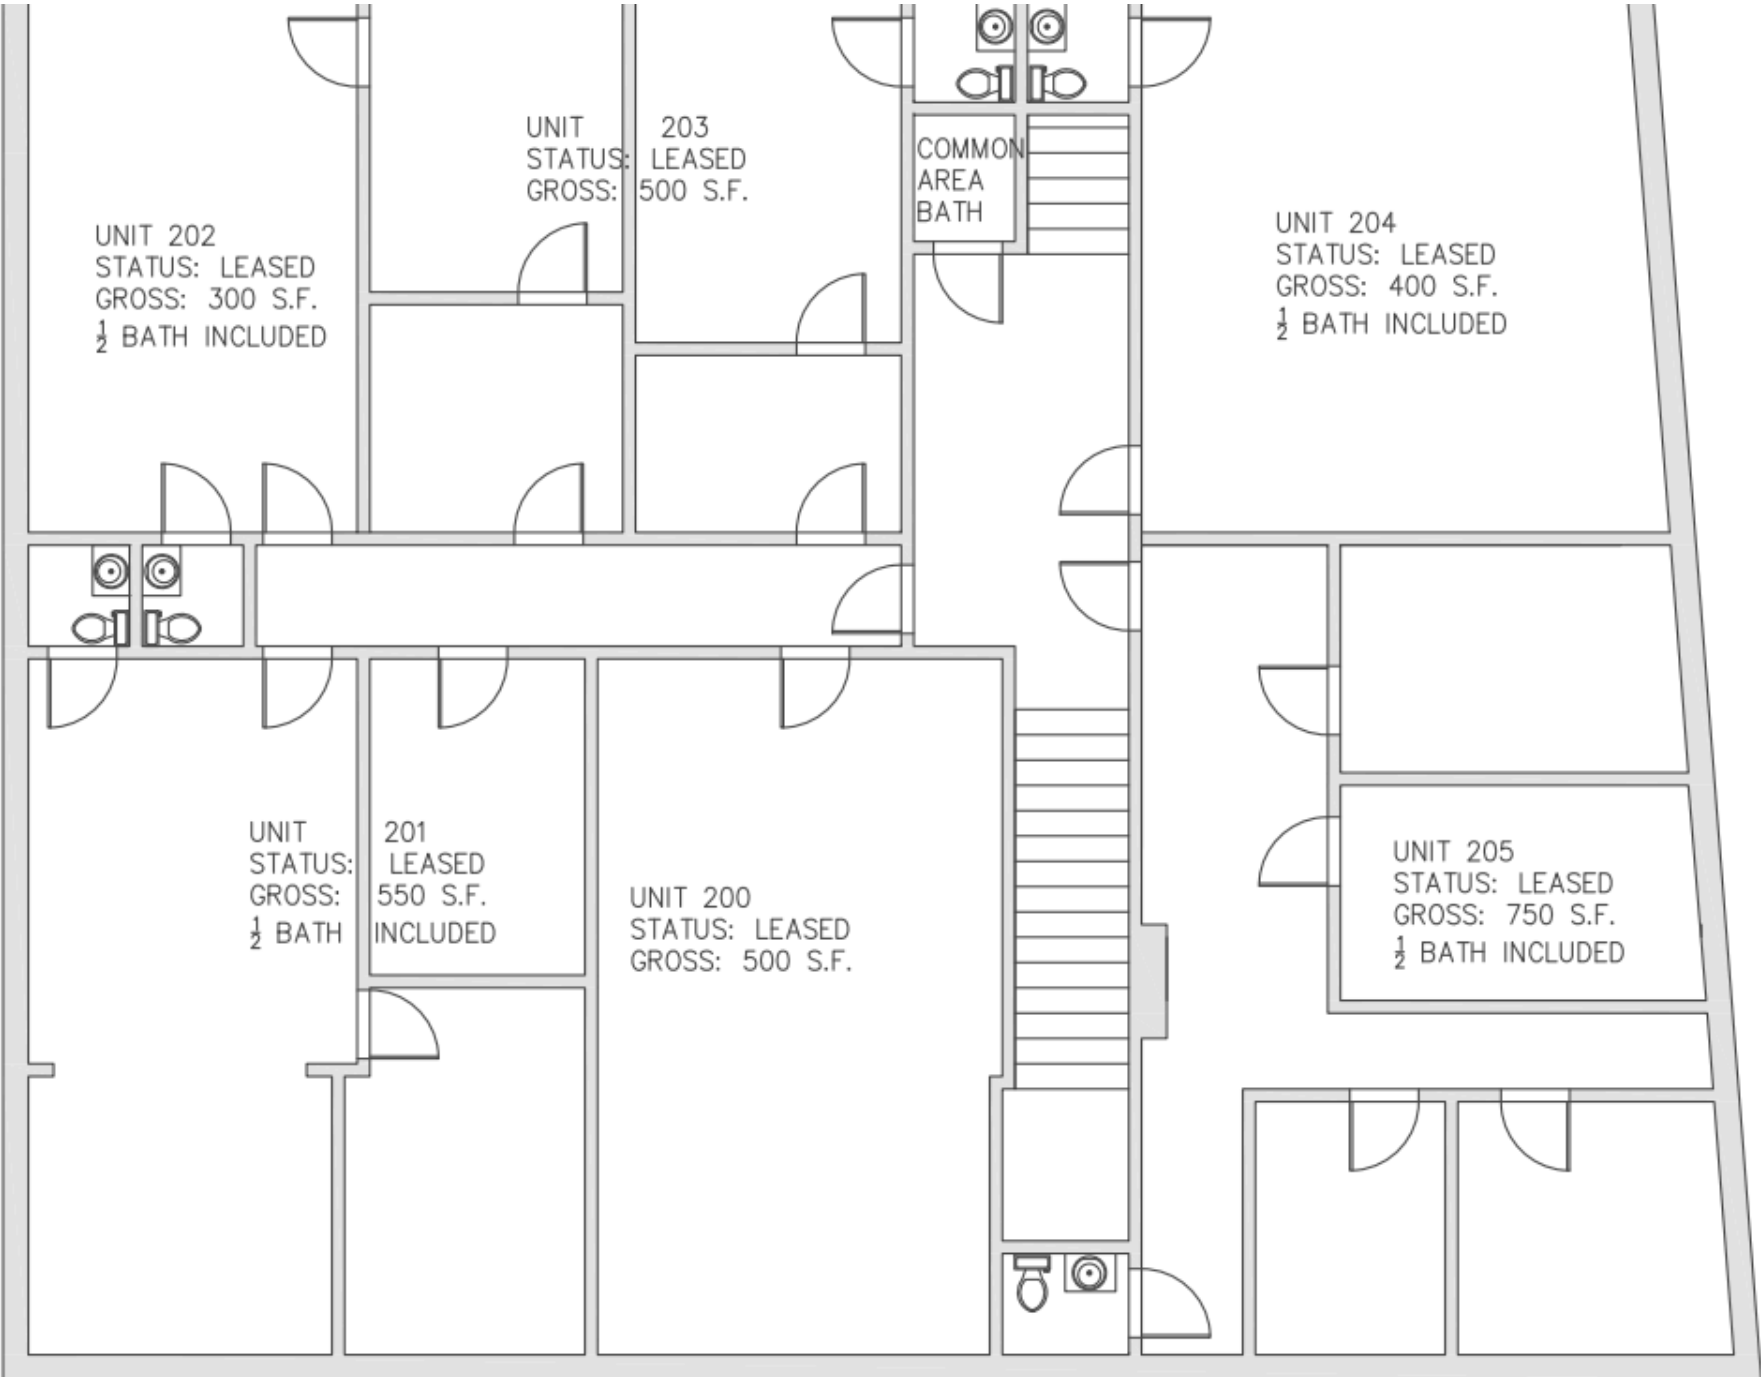 UNIT 203
STATUS: LEASED
GROSS: 500 S.F.
COMMON
AREA
BATH
UNIT 202
STATUS: LEASED
GROSS: 300 S.F.
½ BATH INCLUDED
UNIT 204
STATUS: LEASED
GROSS: 400 S.F.
½ BATH INCLUDED
UNIT 201
STATUS: LEASED
GROSS: 550 S.F.
½ BATH INCLUDED
UNIT 200
STATUS: LEASED
GROSS: 500 S.F.
UNIT 205
STATUS: LEASED
GROSS: 750 S.F.
½ BATH INCLUDED